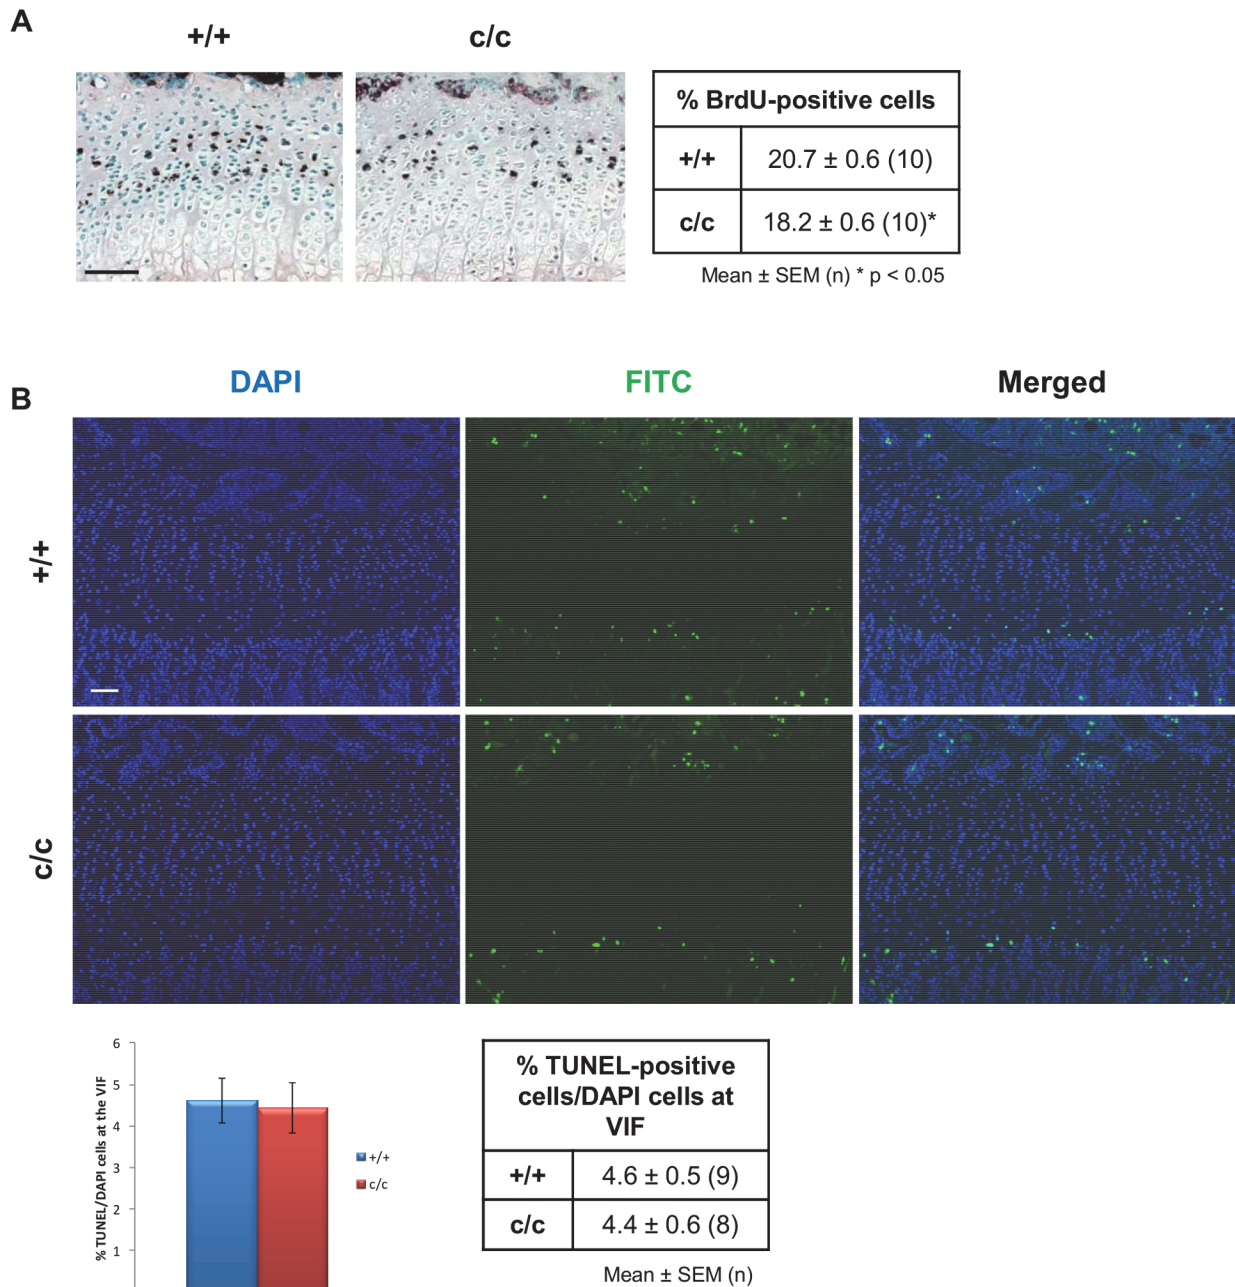 A
+/+ c/c
% BrdU-positive cells
+/+ 20.7 ± 0.6 (10)
c/c 18.2 ± 0.6 (10)*
Mean ± SEM (n) * p < 0.05
B
DAPI FITC Merged
+/+
c/c
6
5
4
3
2
1
% TUNEL/DAPI cells at the VIF
+/+
c/c
% TUNEL-positive
cells/DAPI cells at
VIF
+/+ 4.6 ± 0.5 (9)
c/c 4.4 ± 0.6 (8)
Mean ± SEM (n)